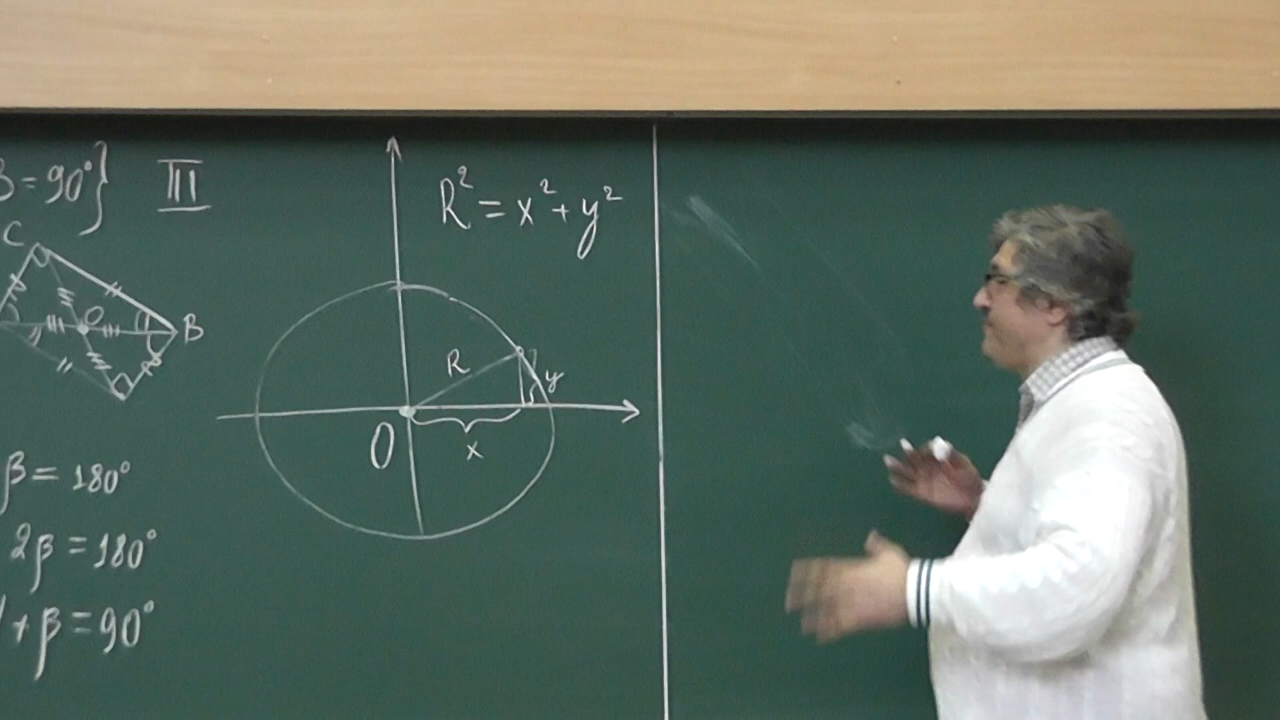 β = 90° }
III
C
O
B
β = 180°
2β = 180°
+ β = 90°
R² = x² + y²
R
y
O
x